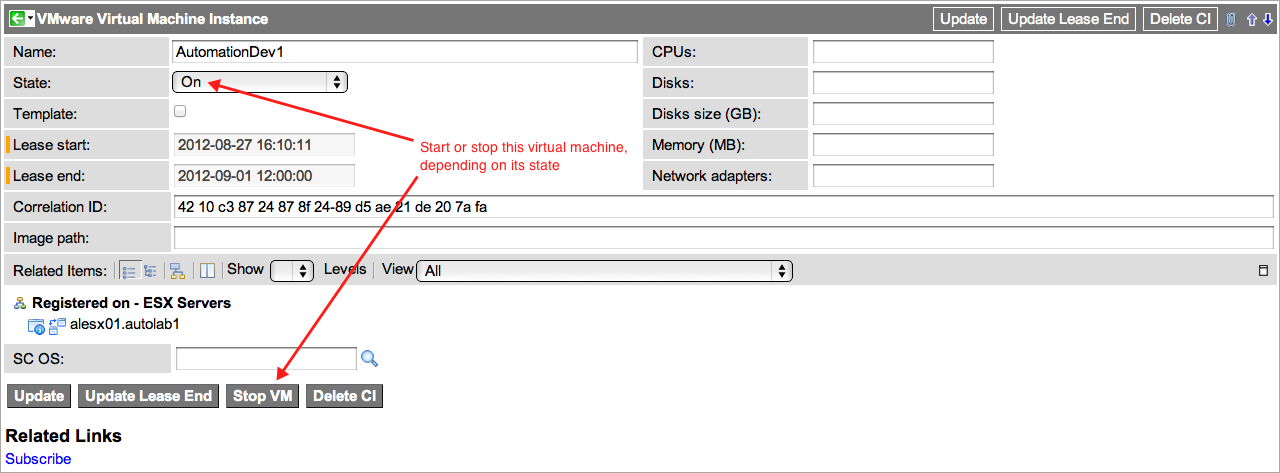 VMware Virtual Machine Instance Update Update Lease End Delete CI
Name: AutomationDev1 CPUs:
State: On Disks:
Template: Disks size (GB):
Lease start: 2012-08-27 16:10:11 Memory (MB):
Start or stop this virtual machine,
depending on its state
Lease end: 2012-09-01 12:00:00 Network adapters:
Correlation ID: 42 10 c3 87 24 87 8f 24-89 d5 ae 21 de 20 7a fa
Image path:
Related Items: Show Levels View All
Registered on - ESX Servers
alesx01.autolab1
SC OS:
Update Update Lease End Stop VM Delete CI
Related Links
Subscribe